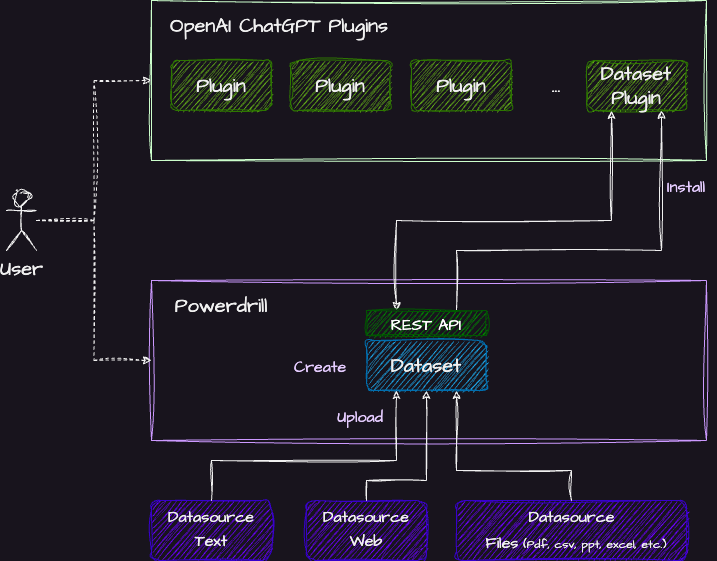 OpenAI ChatGPT Plugins
Plugin
Plugin
Plugin
...
Dataset
Plugin
Install
User
Powerdrill
REST API
Create
Dataset
Upload
Datasource
Text
Datasource
Web
Datasource
Files (Pdf, csv, ppt, excel, etc.)